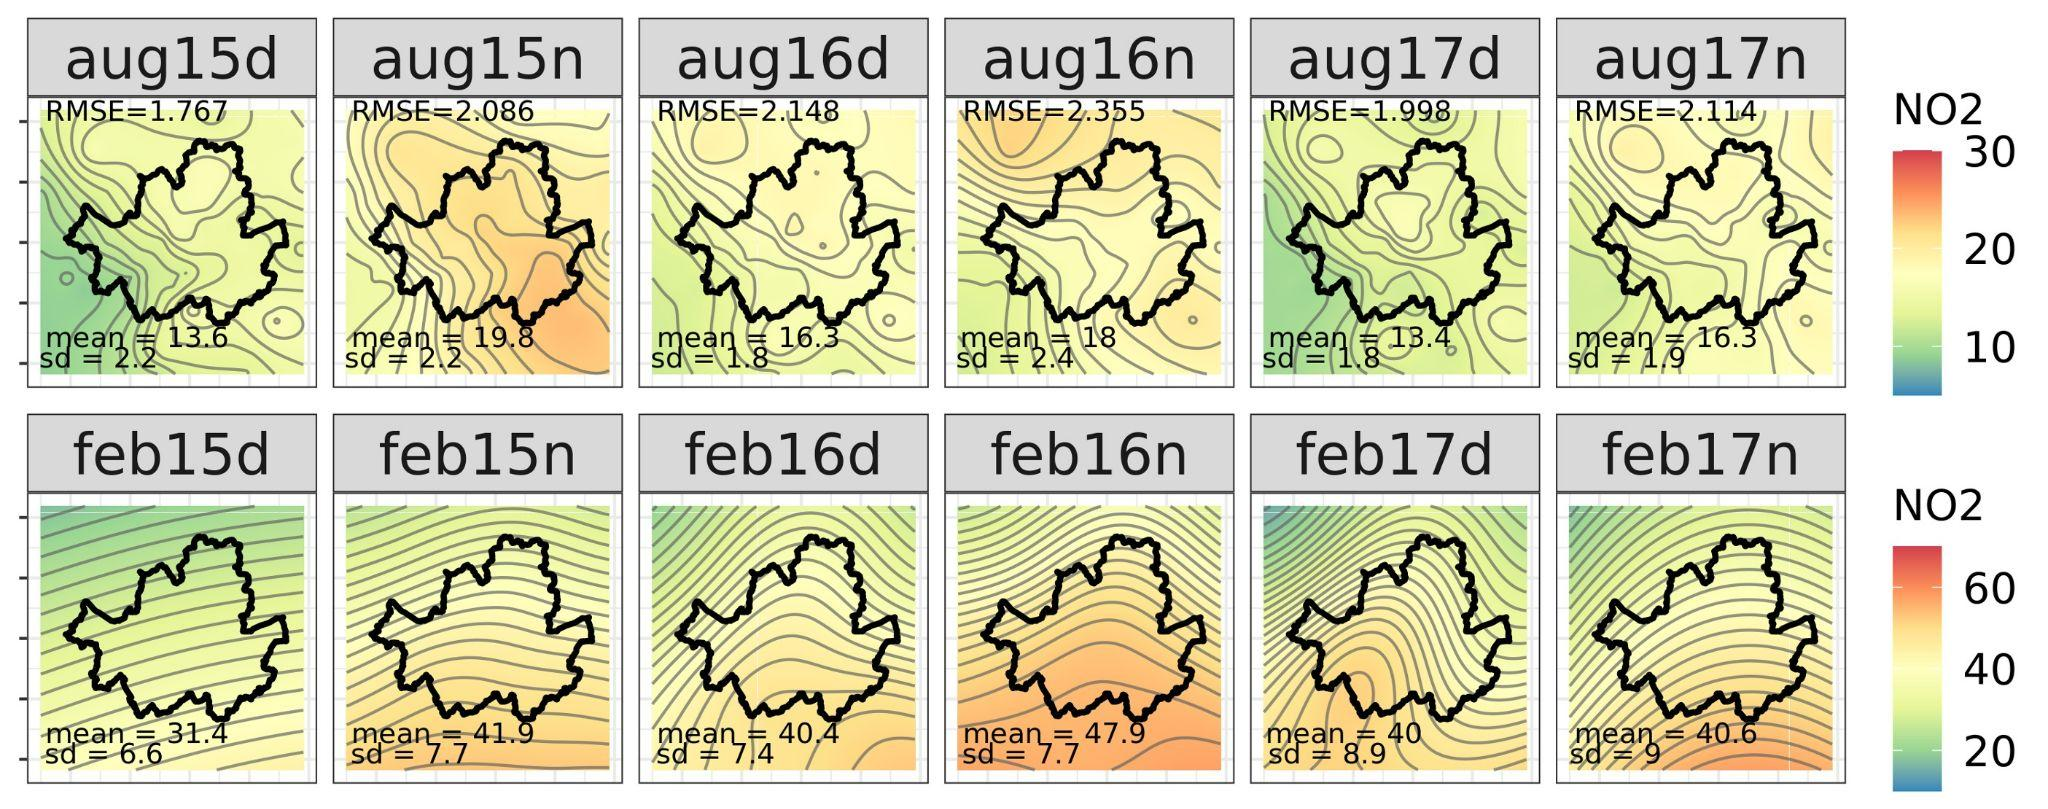 aug15d aug15n aug16d aug16n aug17d aug17n
RMSE=1.767 RMSE=2.086 RMSE=2.148 RMSE=2.355 RMSE=1.998 RMSE=2.114
mean = 13.6 mean = 19.8 mean = 16.3 mean = 18 mean = 13.4 mean = 16.3
sd = 2.2 sd = 2.2 sd = 1.8 sd = 2.4 sd = 1.8 sd = 1.9
NO2
30
20
10
feb15d feb15n feb16d feb16n feb17d feb17n
mean = 31.4 mean = 41.9 mean = 40.4 mean = 47.9 mean = 40 mean = 40.6
sd = 6.6 sd = 7.7 sd = 7.4 sd = 7.7 sd = 8.9 sd = 9
NO2
60
40
20